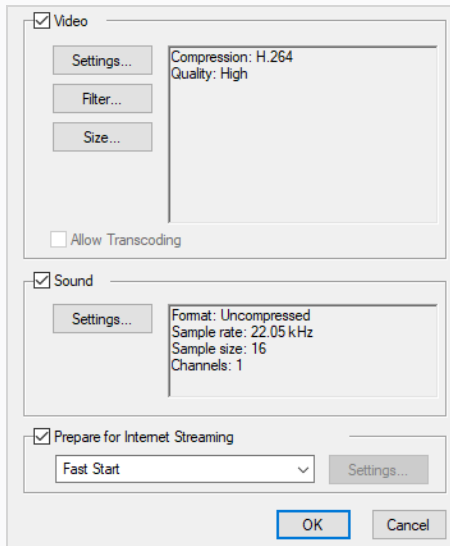 Video
Settings...
Compression: H.264
Quality: High
Filter...
Size...
Allow Transcoding
Sound
Settings...
Format: Uncompressed
Sample rate: 22.05 kHz
Sample size: 16
Channels: 1
Prepare for Internet Streaming
Fast Start
Settings...
OK
Cancel